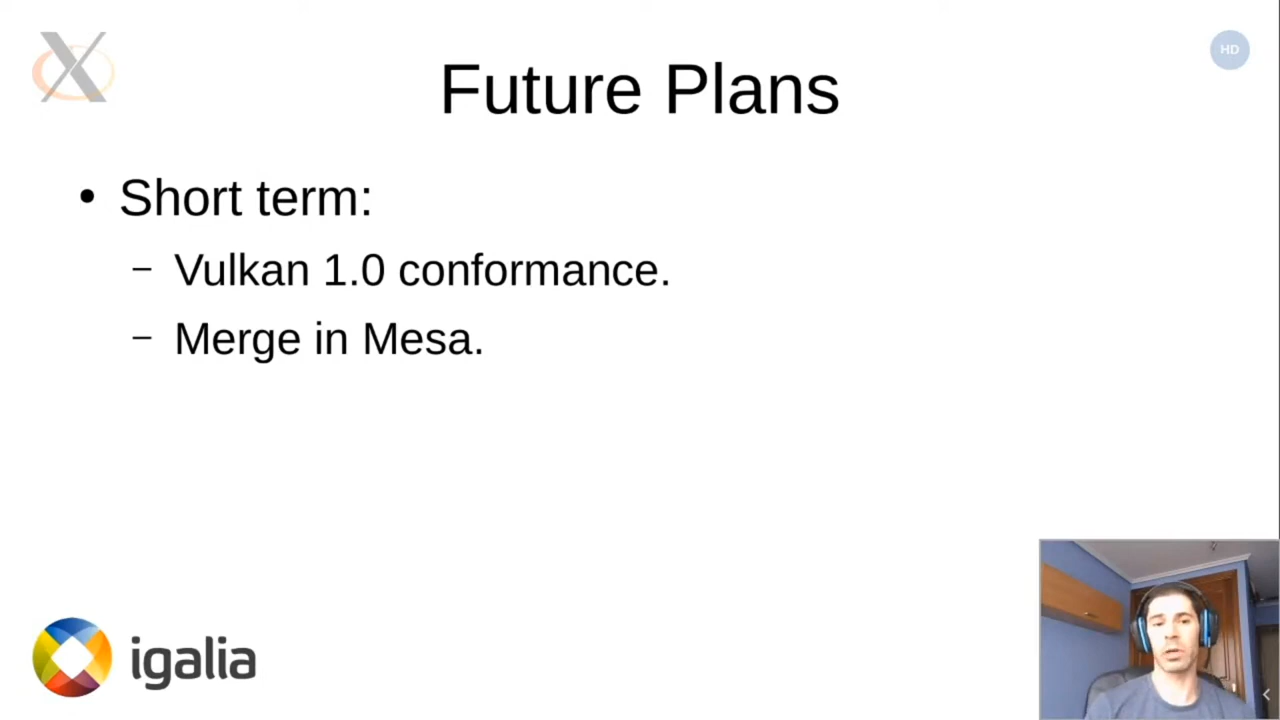 HD
Future Plans
• Short term:
– Vulkan 1.0 conformance.
– Merge in Mesa.
igalia